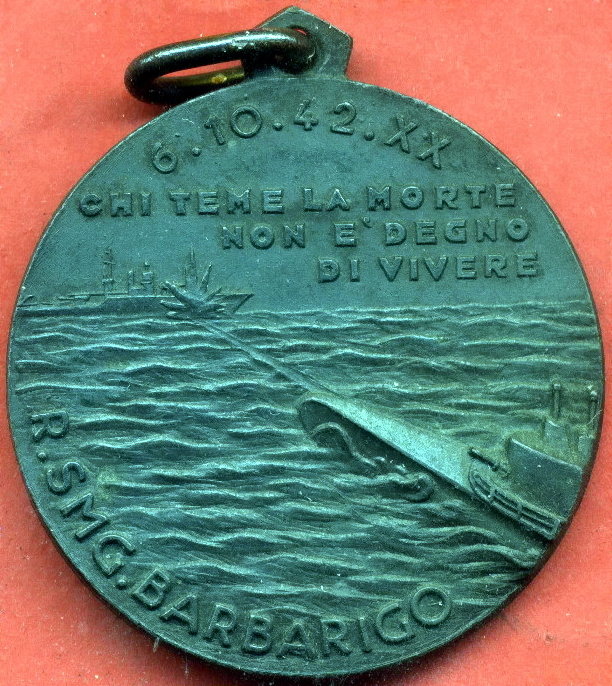 6.10.42.XX
CHI TEME LA MORTE
NON E' DEGNO
DI VIVERE
R.SMG.BARBARIGO